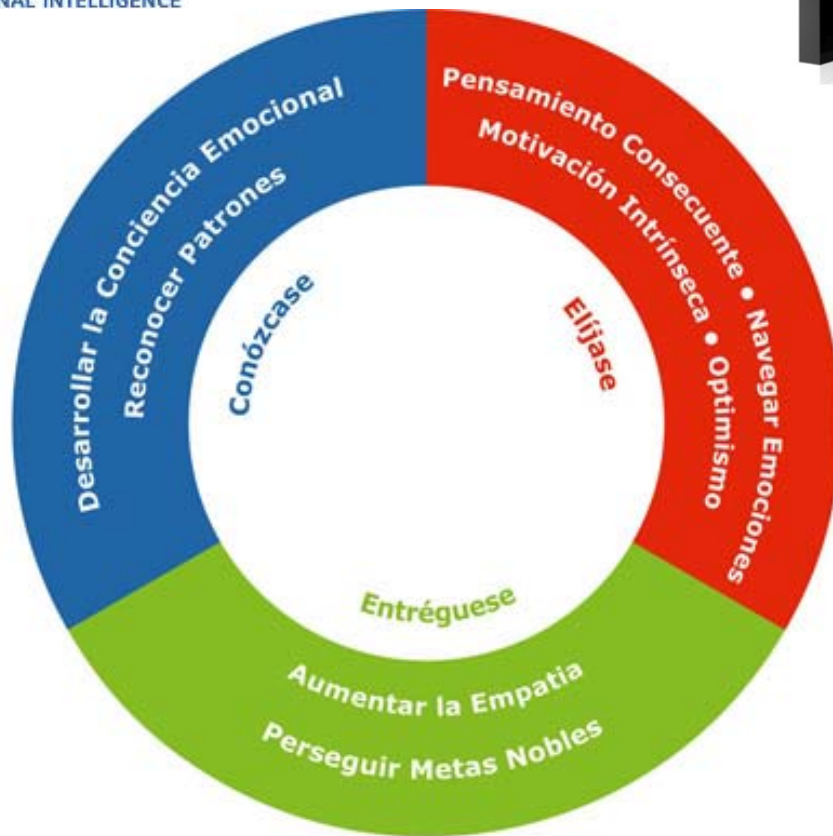 INTELLIGENCE
Desarrollar la Conciencia Emocional
Reconocer Patrones
Conózcase
Pensamiento Consecuente • Navegar Emociones
Motivación Intrínseca • Optimismo
Elíjase
Entréguese
Aumentar la Empatia
Perseguir Metas Nobles